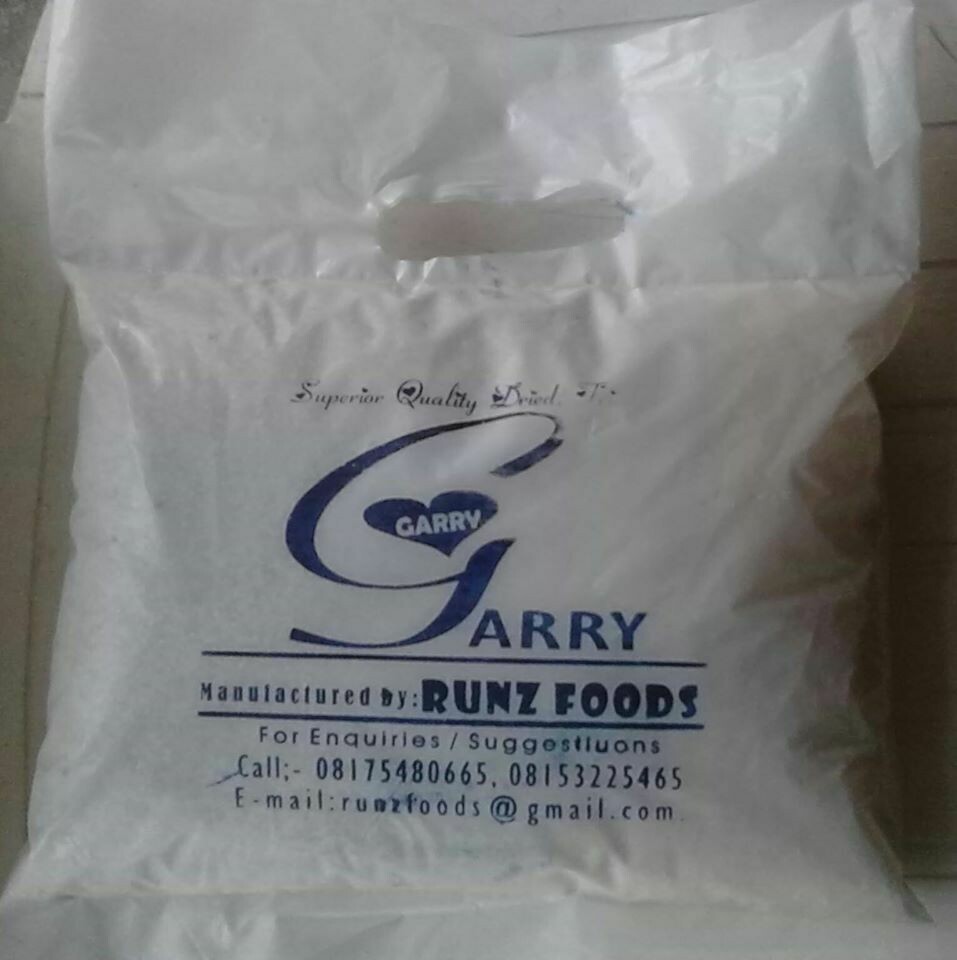 Superior Quality Dried.
GARRY
GARRY
Manufactured by: RUNZ FOODS
For Enquiries / Suggestiuons
Call;- 08175480665, 08153225465
E-mail:runzfoods@gmail.com